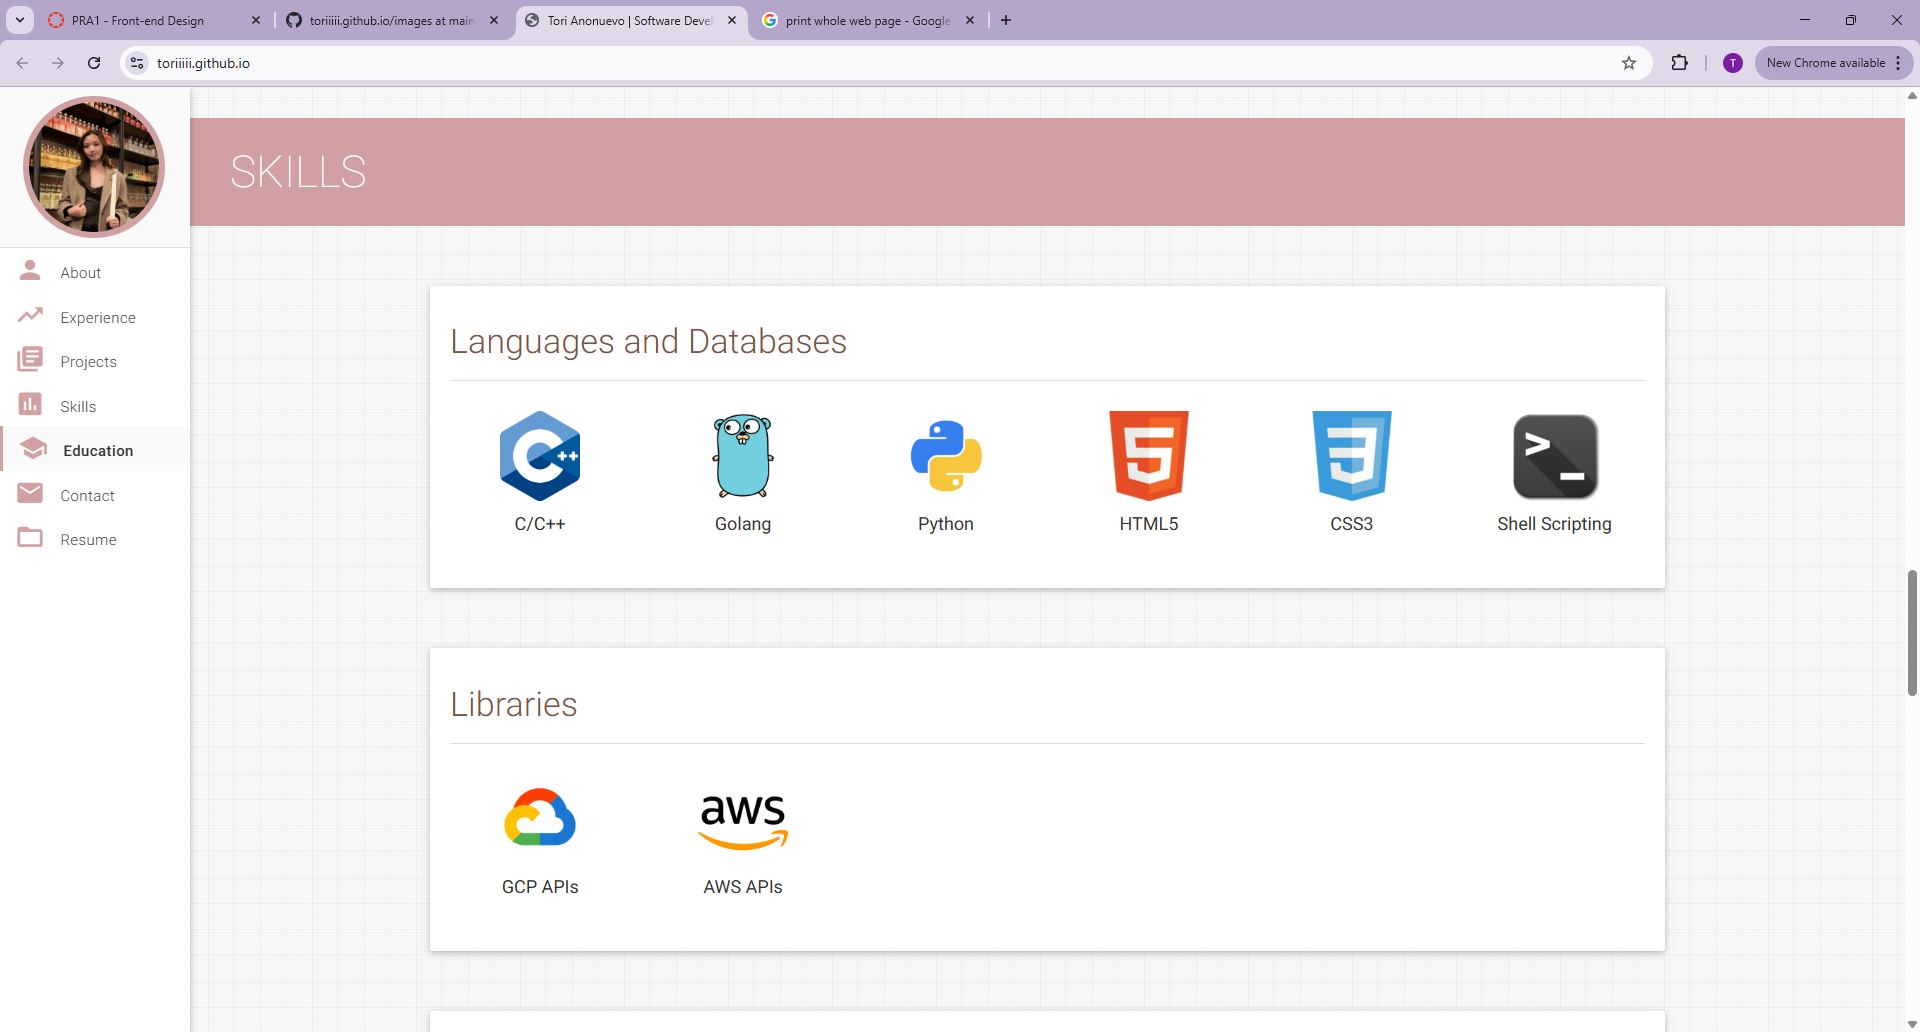 PRA1 - Front-end Design
toriiiii.github.io/images at main
Tori Anonuevo | Software Devel
print whole web page - Google
toriiiii.github.io
T
New Chrome available
About
Experience
Projects
Skills
Education
Contact
Resume
SKILLS
Languages and Databases
C++
5
3
>_
C/C++
Golang
Python
HTML5
CSS3
Shell Scripting
Libraries
aws
GCP APIs
AWS APIs